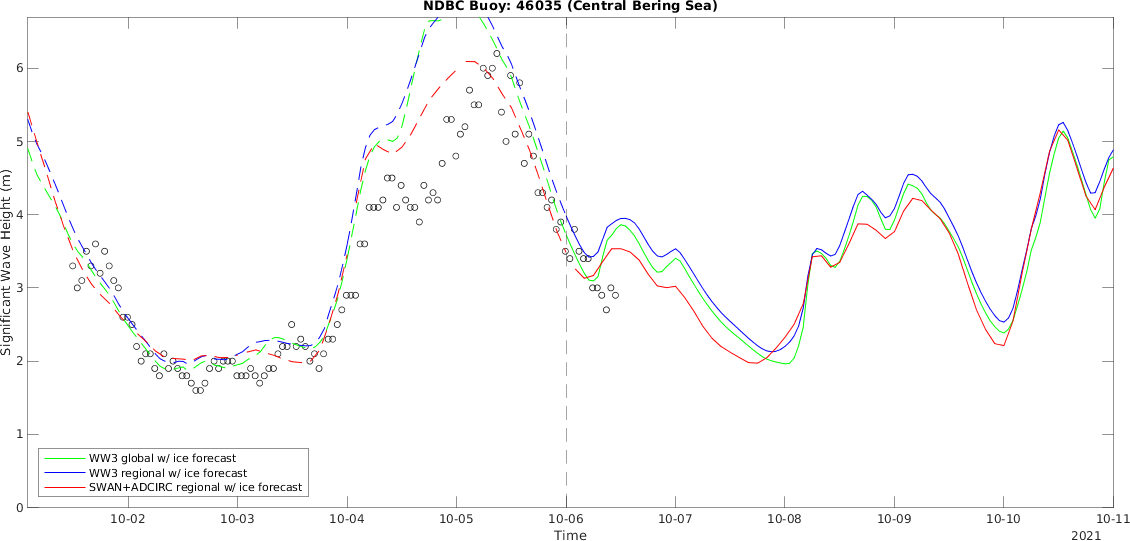 NDBC Buoy: 46035 (Central Bering Sea)
Significant Wave Height (m)
6
5
4
3
2
1
0
WW3 global w/ ice forecast
WW3 regional w/ ice forecast
SWAN+ADCIRC regional w/ ice forecast
10-02 10-03 10-04 10-05 10-06 10-07 10-08 10-09 10-10 10-11
Time
2021